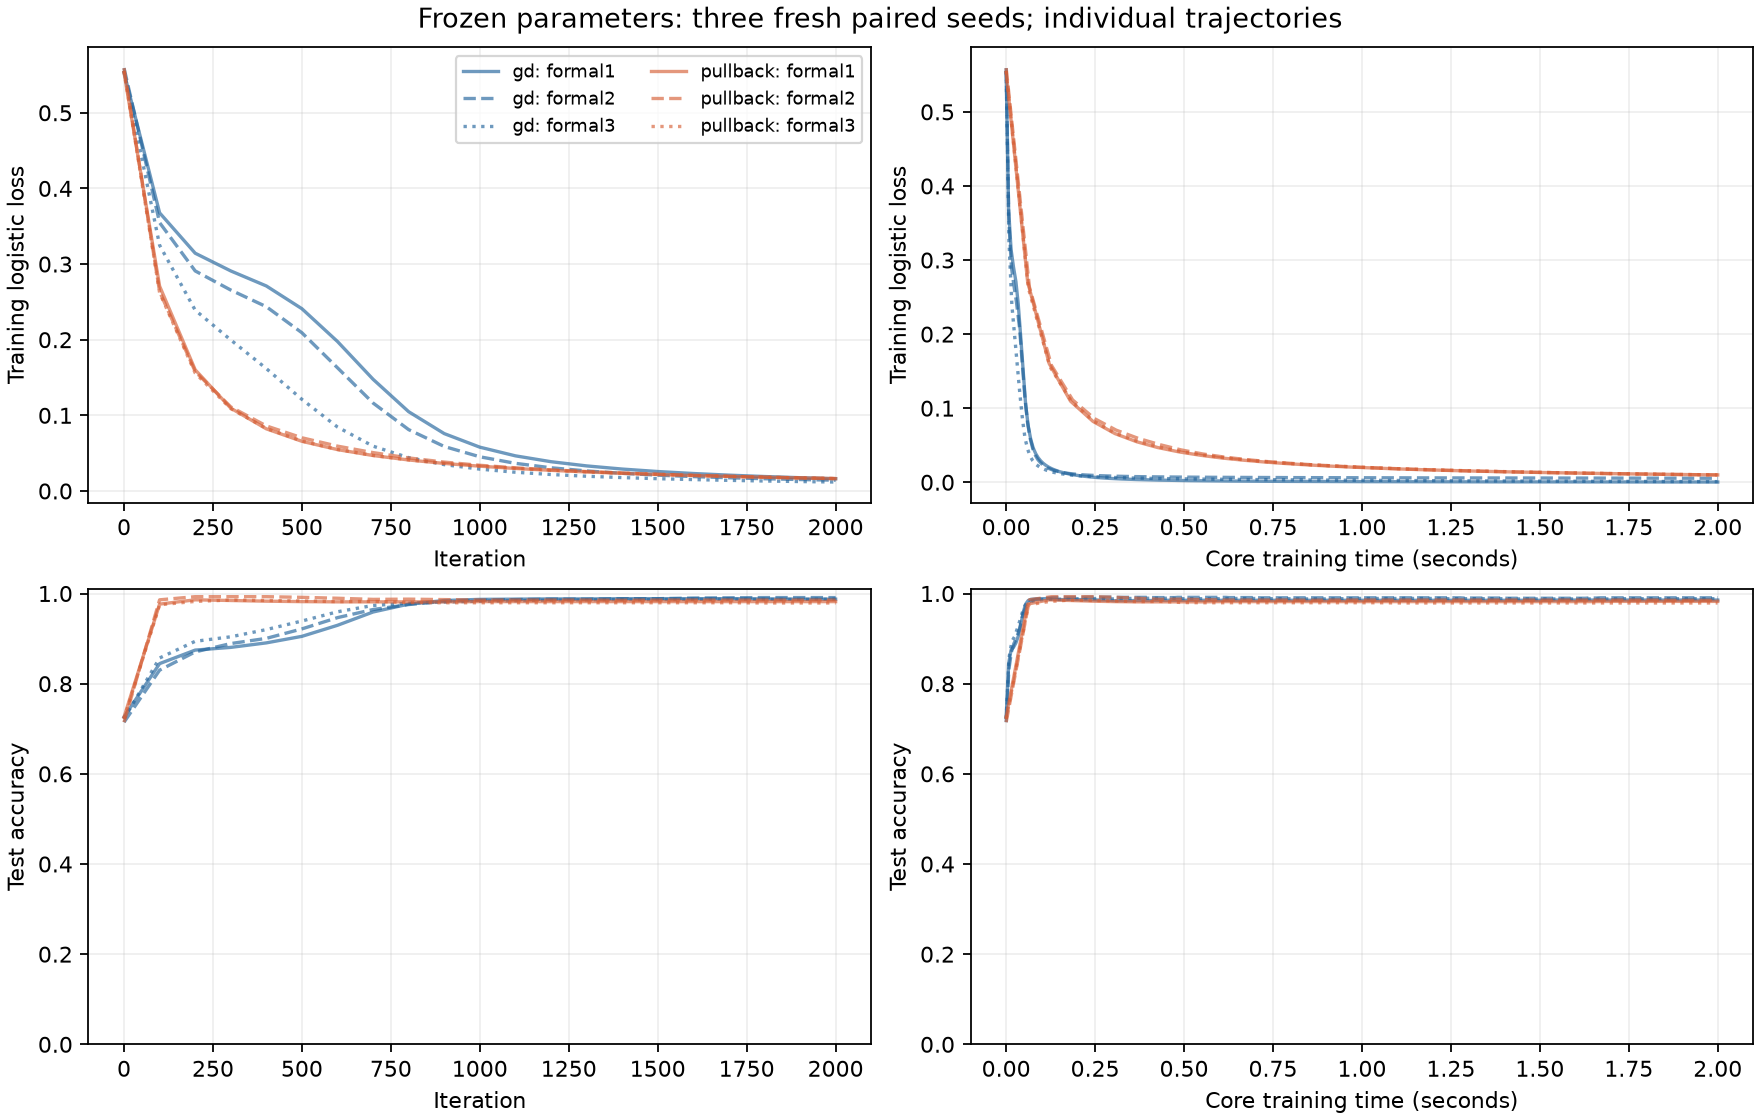 Frozen parameters: three fresh paired seeds; individual trajectories
gd: formal1
gd: formal2
gd: formal3
pullback: formal1
pullback: formal2
pullback: formal3
Training logistic loss
0.5
0.4
0.3
0.2
0.1
0.0
0 250 500 750 1000 1250 1500 1750 2000
Iteration
Training logistic loss
0.5
0.4
0.3
0.2
0.1
0.0
0.00 0.25 0.50 0.75 1.00 1.25 1.50 1.75 2.00
Core training time (seconds)
Test accuracy
1.0
0.8
0.6
0.4
0.2
0.0
0 250 500 750 1000 1250 1500 1750 2000
Iteration
Test accuracy
1.0
0.8
0.6
0.4
0.2
0.0
0.00 0.25 0.50 0.75 1.00 1.25 1.50 1.75 2.00
Core training time (seconds)